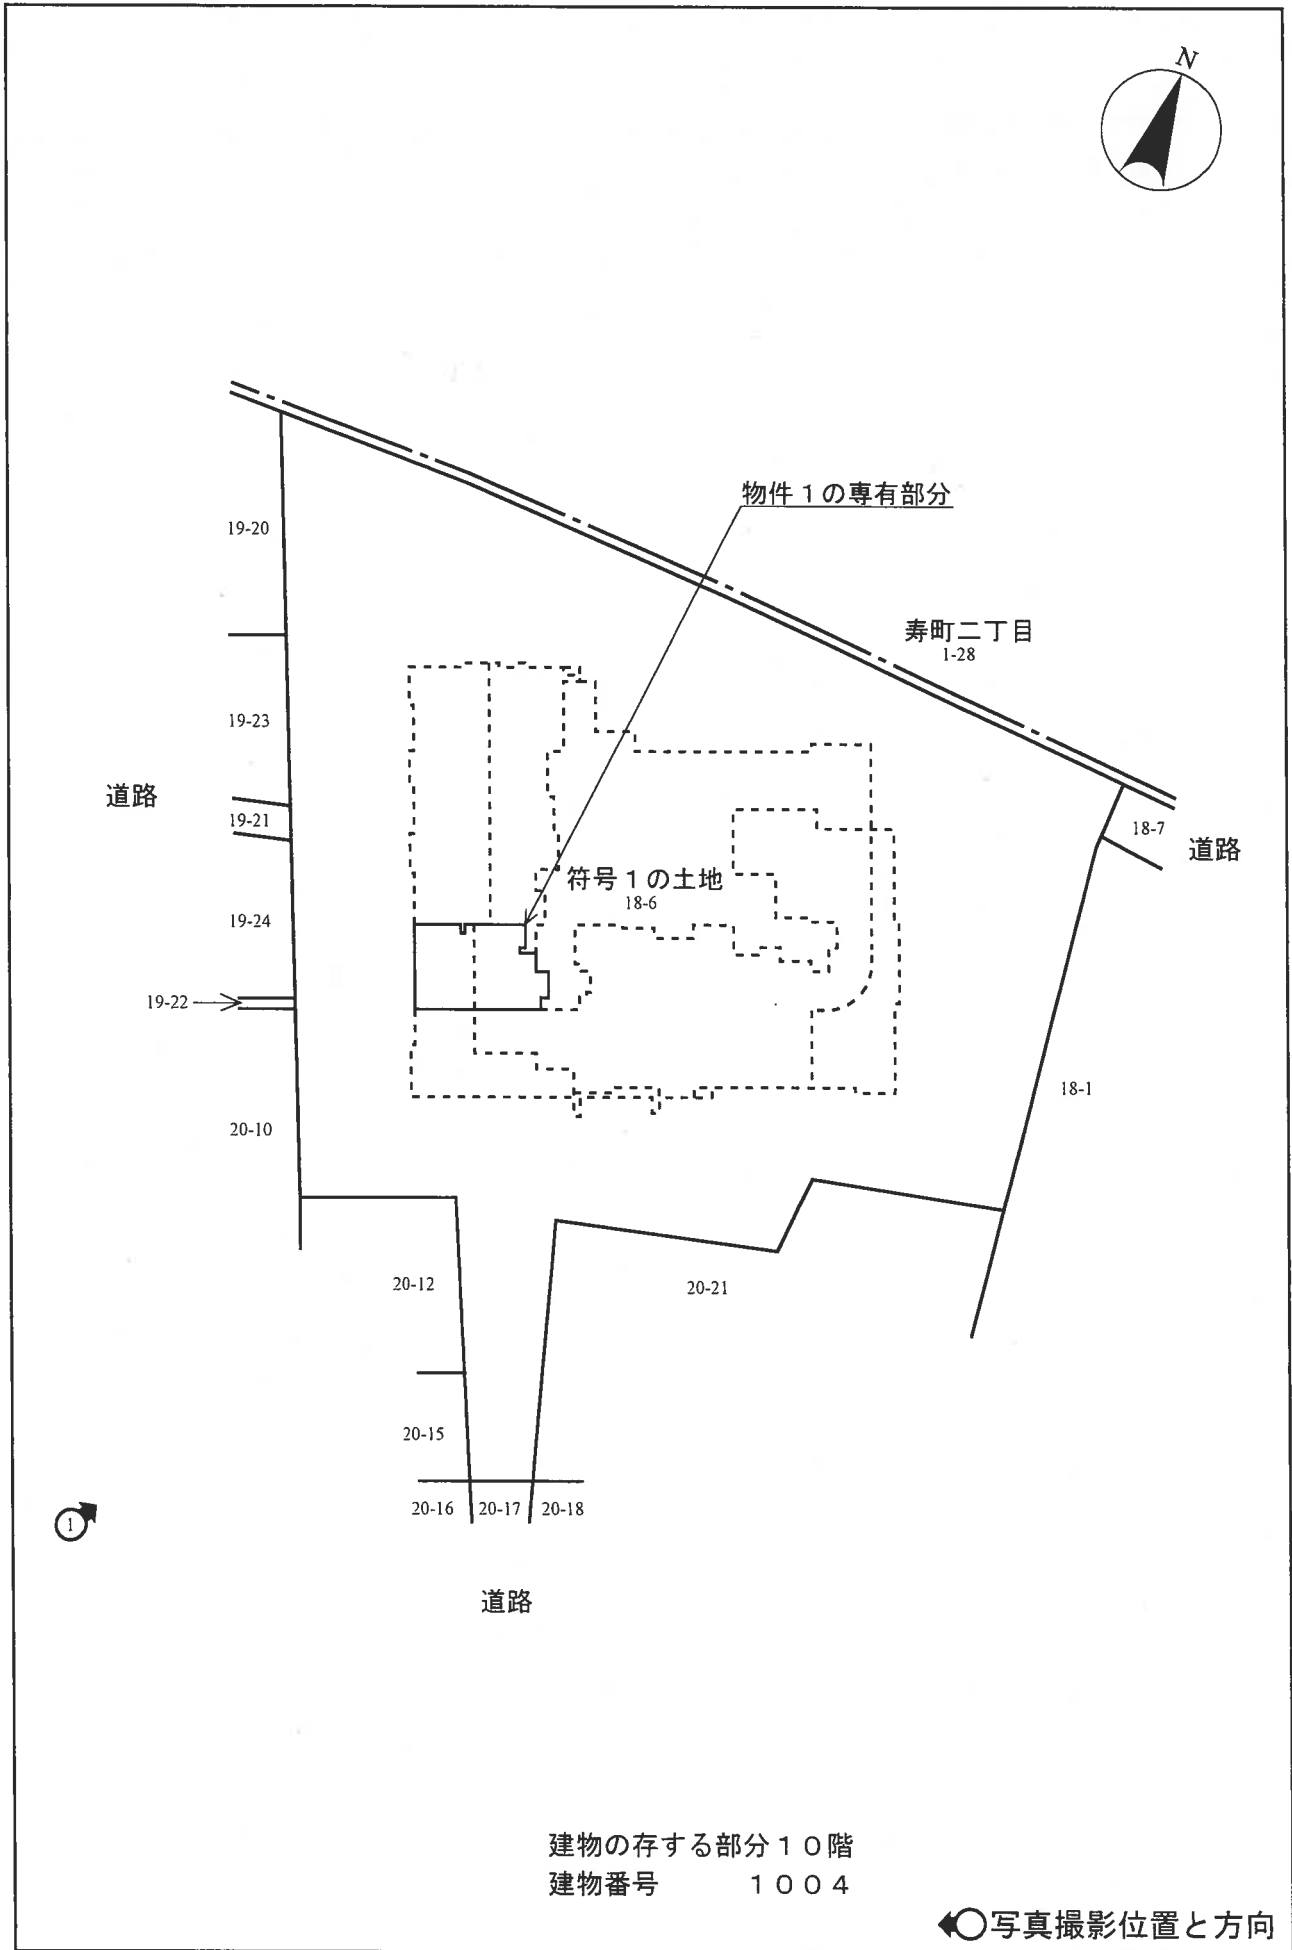 N
物件１の専有部分
19-20
寿町二丁目
1-28
19-23
道路
19-21
18-7
道路
符号１の土地
18-6
19-24
19-22
18-1
20-10
20-12
20-21
20-15
20-16
20-17
20-18
1
道路
建物の存する部分１０階
建物番号　　　１００４
写真撮影位置と方向